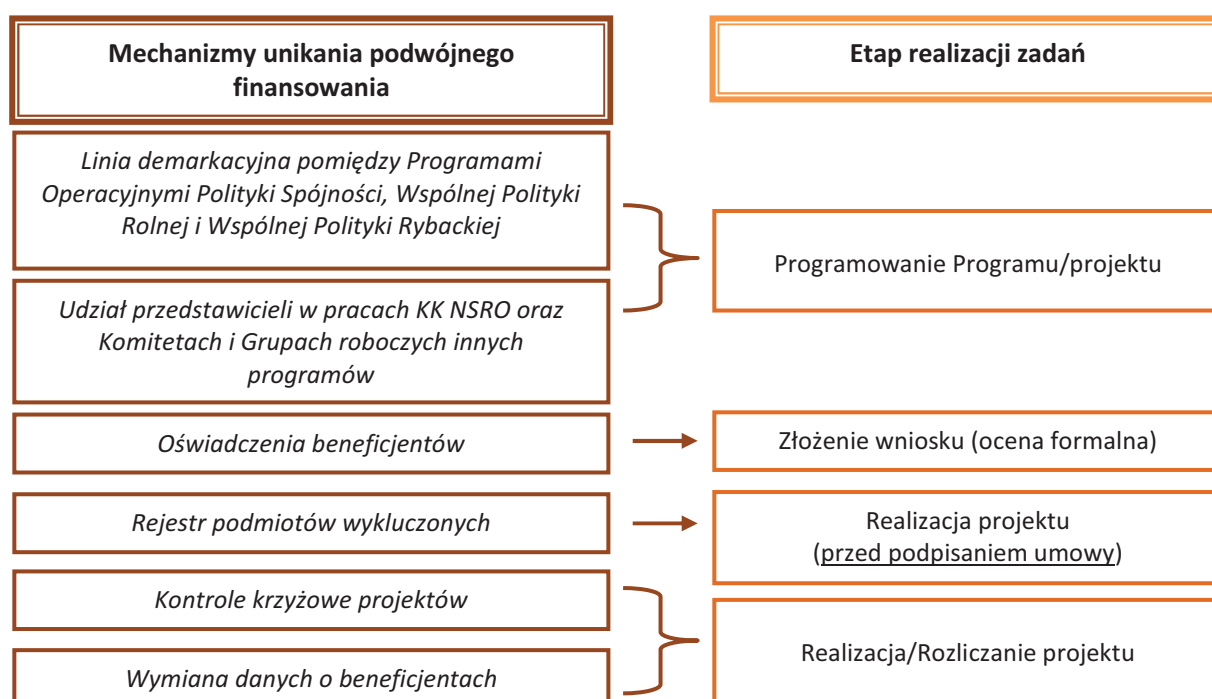 Mechanizmy unikania podwójnego
finansowania
Etap realizacji zadań
Linia demarkacyjna pomiędzy Programami
Operacyjnymi Polityki Spójności, Wspólnej Polityki
Rolnej i Wspólnej Polityki Rybackiej
Udział przedstawicieli w pracach KK NSRO oraz
Komitetach i Grupach roboczych innych
programów
Programowanie Programu/projektu
Oświadczenia beneficjentów
Złożenie wniosku (ocena formalna)
Rejestr podmiotów wykluczonych
Realizacja projektu
(przed podpisaniem umowy)
Kontrole krzyżowe projektów
Wymiana danych o beneficjentach
Realizacja/Rozliczanie projektu